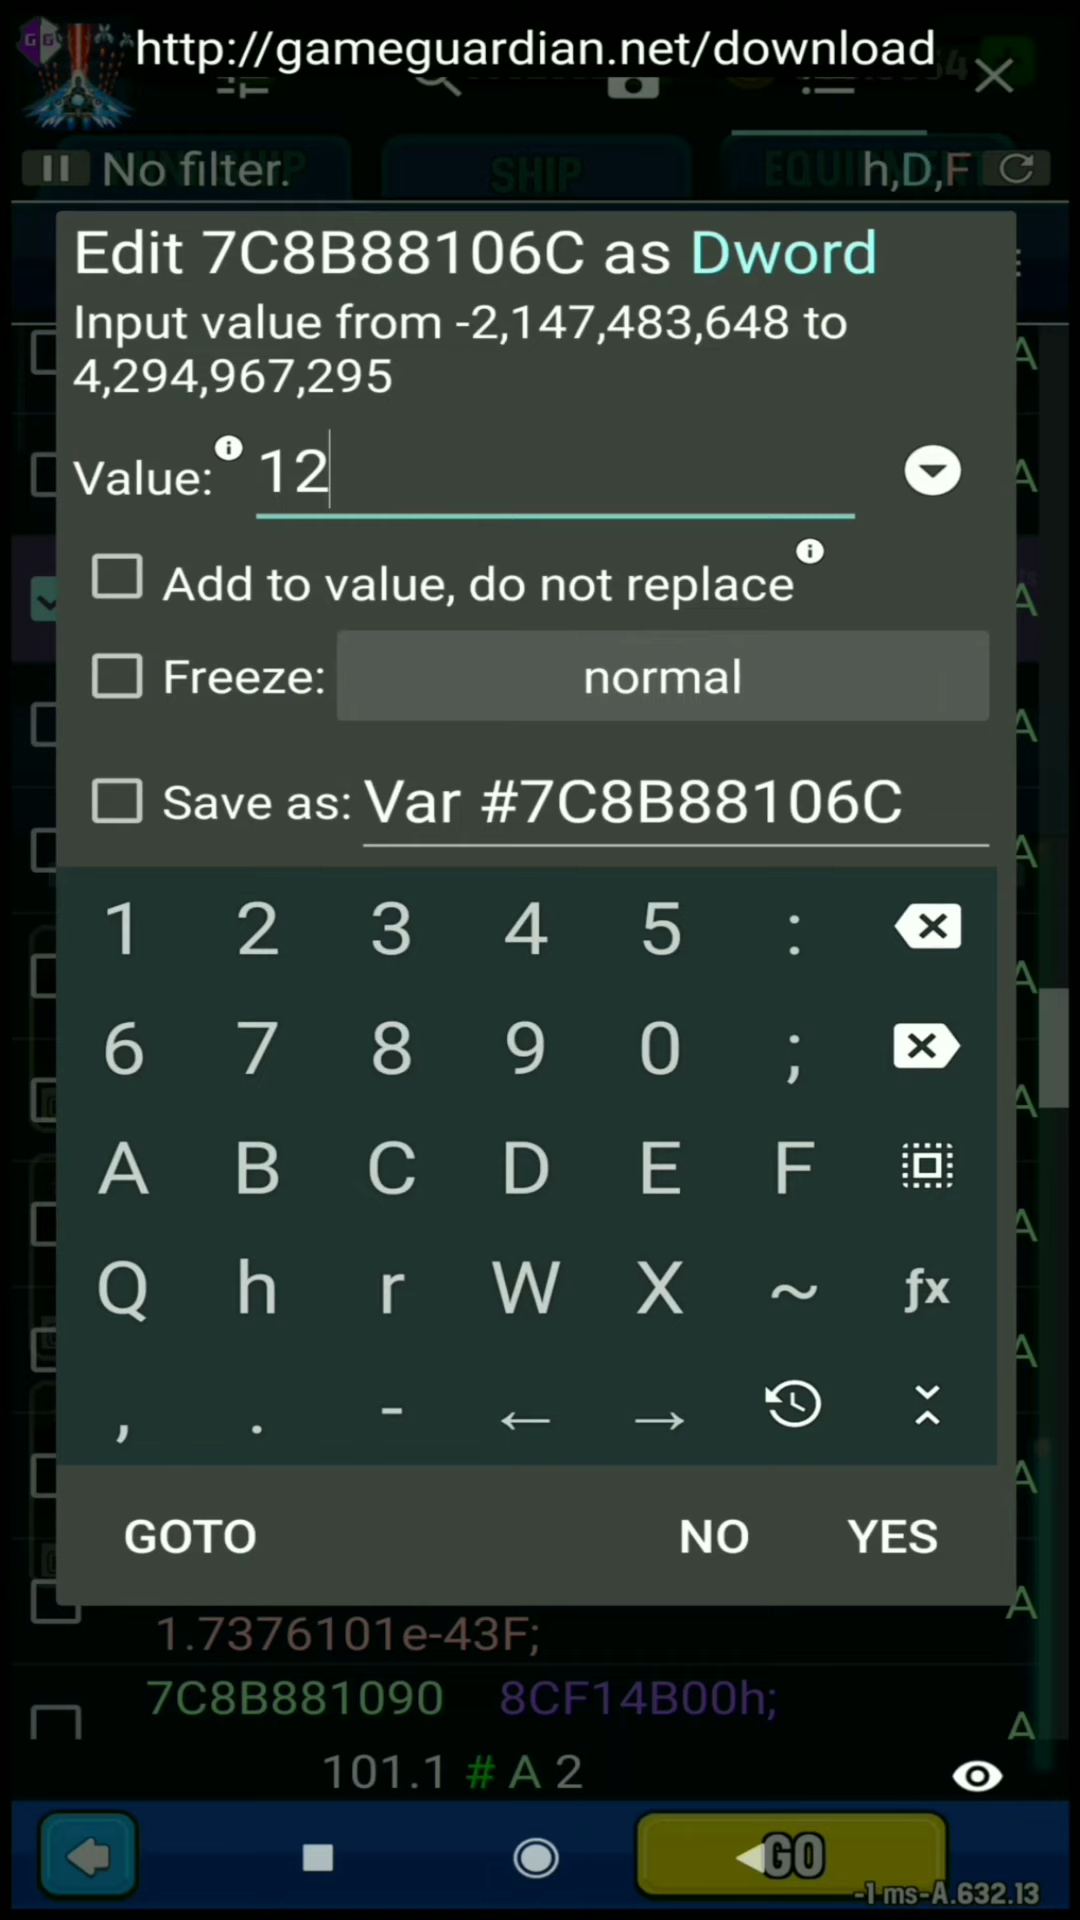 http://gameguardian.net/download
No filter.
SHIP
h,D,F
Edit 7C8B88106C as Dword
Input value from -2,147,483,648 to
4,294,967,295
Value: 12
Add to value, do not replace
Freeze: normal
Save as: Var #7C8B88106C
1 2 3 4 5 :
6 7 8 9 0 ;
A B C D E F
Q h r W X ~ fx
, . - ← →
GOTO NO YES
1.7376101e-43F;
7C8B881090 8CF14B00h;
A
101.1 # A 2
GO
-1 ms-A.632.13